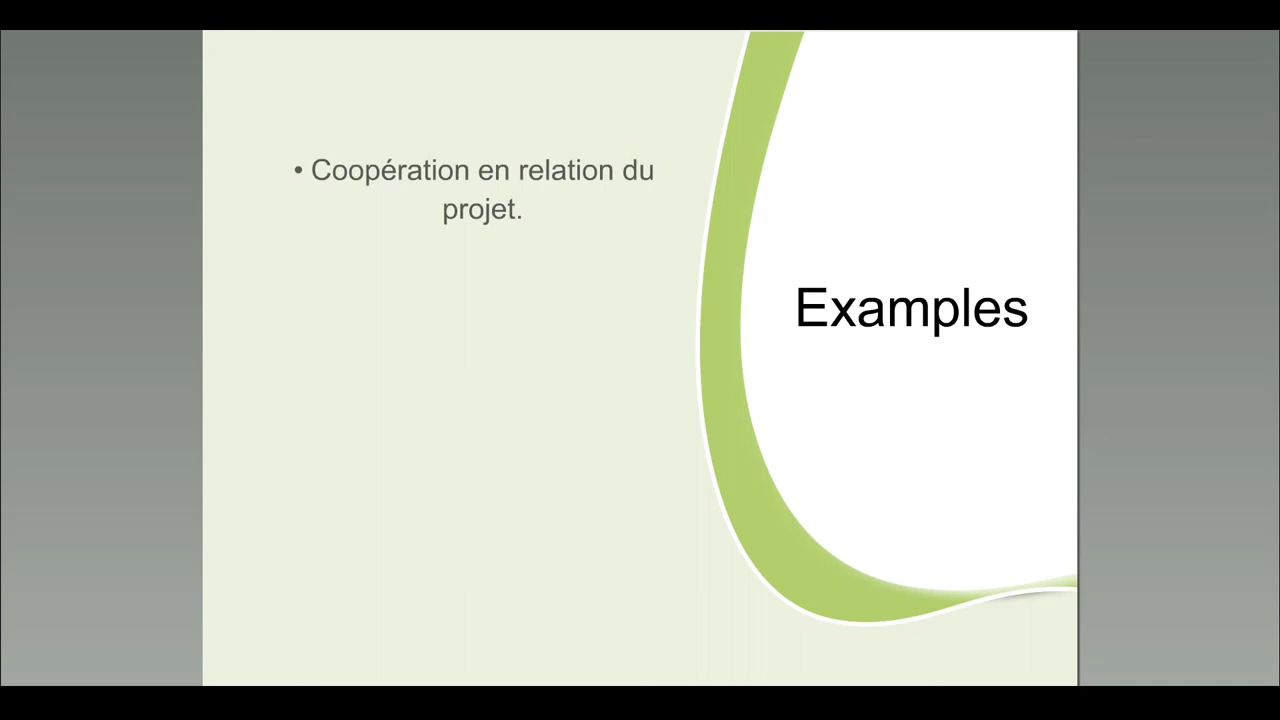 • Coopération en relation du
projet.
Examples